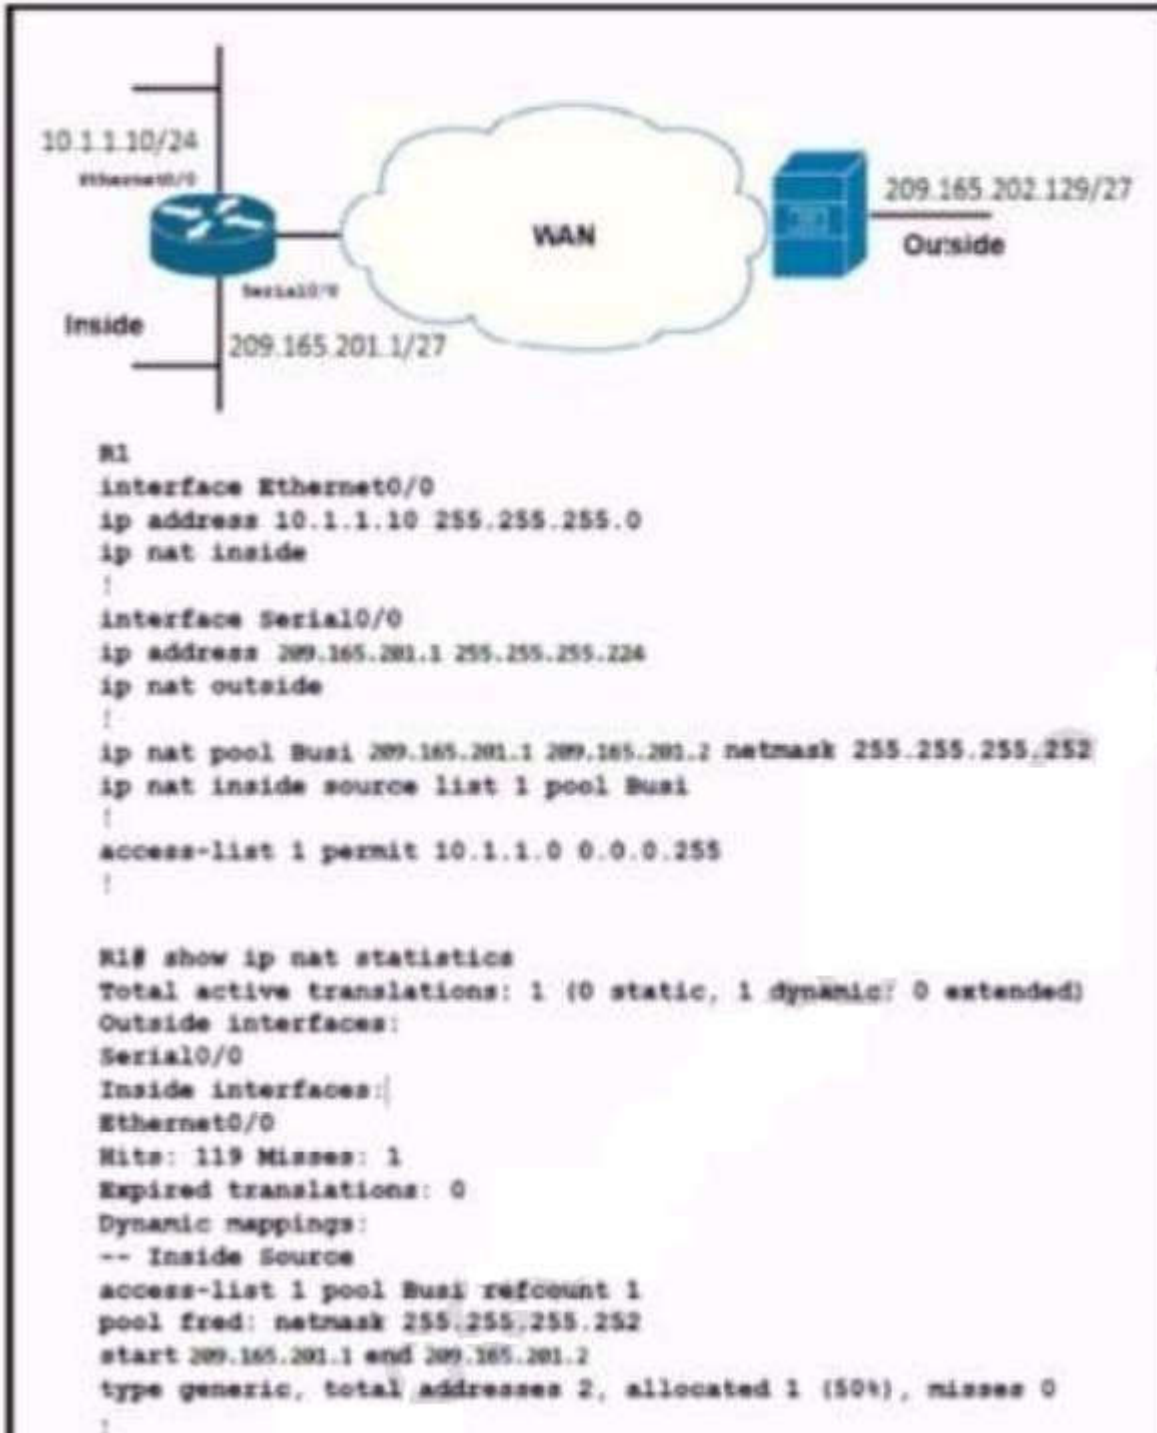 10.1.1.10/24
Ethernet0/0
WAN
209.165.202.129/27
Outside
Serial0/0
Inside
209.165.201.1/27
R1
interface Ethernet0/0
ip address 10.1.1.10 255.255.255.0
ip nat inside
!
interface Serial0/0
ip address 209.165.201.1 255.255.255.224
ip nat outside
!
ip nat pool Busi 209.165.201.1 209.165.201.2 netmask 255.255.255.252
ip nat inside source list 1 pool Busi
!
access-list 1 permit 10.1.1.0 0.0.0.255
!
R1# show ip nat statistics
Total active translations: 1 (0 static, 1 dynamic; 0 extended)
Outside interfaces:
Serial0/0
Inside interfaces:
Ethernet0/0
Hits: 119 Misses: 1
Expired translations: 0
Dynamic mappings:
-- Inside Source
access-list 1 pool Busi refcount 1
pool fred: netmask 255.255.255.252
start 209.165.201.1 end 209.165.201.2
type generic, total addresses 2, allocated 1 (50%), misses 0
!